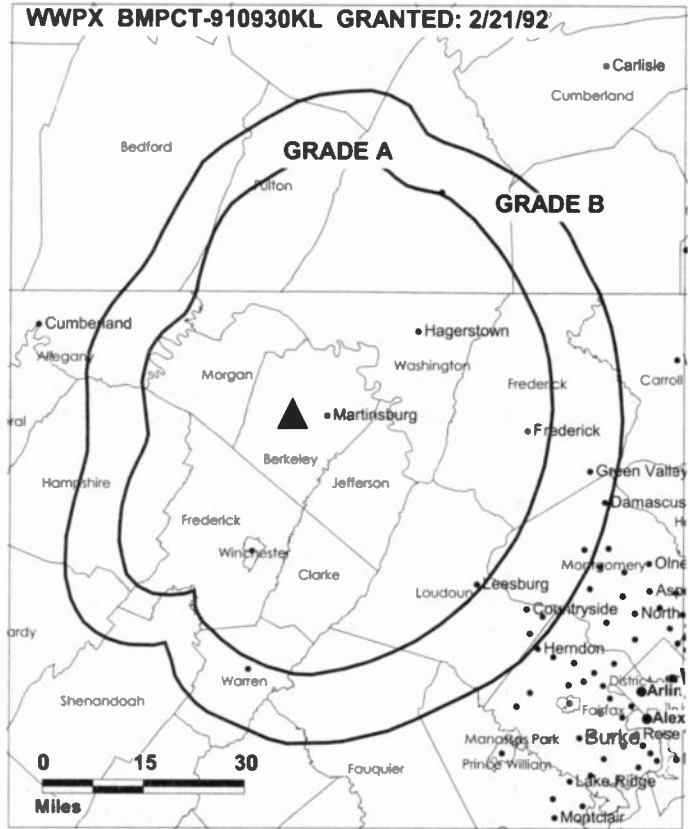 WWPX BMPCT-910930KL GRANTED: 2/21/92
Carlisle
Cumberland
Bedford
GRADE A
Fulton
GRADE B
Cumberland
Hagerstown
Allegany
Washington
Morgan
Frederick
Carroll
Martinsburg
Frederick
Berkeley
Green Valley
Hampshire
Jefferson
Damascus
Frederick
Winchester
Montgomery
Clarke
Leesburg
Loudoun
Countryside
North
Herndon
Warren
District
Arlin
Shenandoah
Fairfax
Alex
Manassas Park
Burke
Rose
Prince William
Fauquier
Lake Ridge
Montclair
0 15 30
Miles